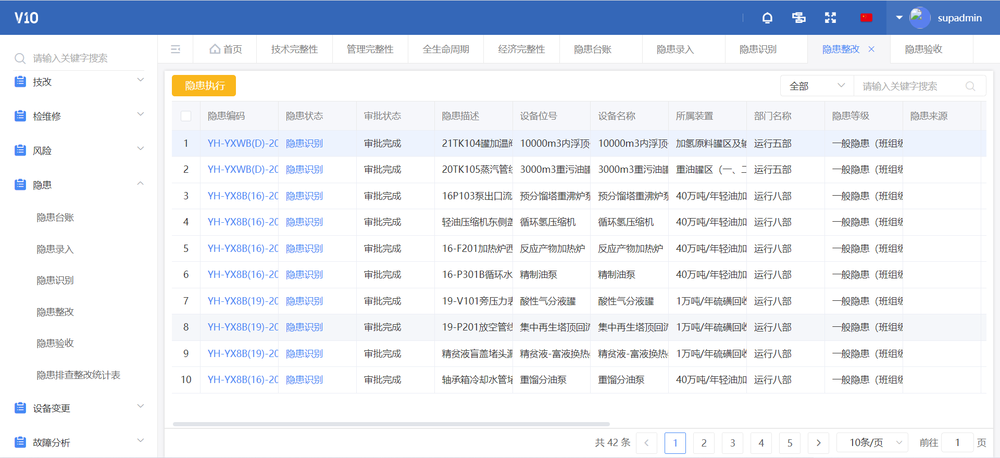 V10
supadmin
请输入关键字搜索
技改
检维修
风险
隐患
隐患台账
隐患录入
隐患识别
隐患整改
隐患验收
隐患排查整改统计表
设备变更
故障分析
首页 技术完整性 管理完整性 全生命周期 经济完整性 隐患台账 隐患录入 隐患识别 隐患整改 隐患验收
隐患执行 全部 请输入关键字搜索
隐患编码 隐患状态 审批状态 隐患描述 设备位号 设备名称 所属装置 部门名称 隐患等级 隐患来源
1 YH-YXWB(D)-20 隐患识别 审批完成 21TK104罐加温阀 10000m3内浮顶 10000m3内浮顶 加氢原料罐区及输 运行五部 一般隐患（班组级
2 YH-YXWB(D)-20 隐患识别 审批完成 20TK105蒸汽管线 3000m3重污油罐 3000m3重污油罐 重油罐区（一、二 运行五部 一般隐患（班组级
3 YH-YX8B(16)-20 隐患识别 审批完成 16P103泵出口流 预分馏塔重沸炉泵 预分馏塔重沸炉泵 40万吨/年轻油加 运行八部 一般隐患（班组级
4 YH-YX8B(16)-20 隐患识别 审批完成 轻油压缩机东侧盖 循环氢压缩机 循环氢压缩机 40万吨/年轻油加 运行八部 一般隐患（班组级
5 YH-YX8B(16)-20 隐患识别 审批完成 16-F201加热炉西 反应产物加热炉 反应产物加热炉 40万吨/年轻油加 运行八部 一般隐患（班组级
6 YH-YX8B(16)-20 隐患识别 审批完成 16-P301B循环水 精制油泵 精制油泵 40万吨/年轻油加 运行八部 一般隐患（班组级
7 YH-YX8B(19)-20 隐患识别 审批完成 19-V101旁压力表 酸性气分液罐 酸性气分液罐 1万吨/年硫磺回收 运行八部 一般隐患（班组级
8 YH-YX8B(19)-20 隐患识别 审批完成 19-P201放空管线 集中再生塔顶回流 集中再生塔顶回流 1万吨/年硫磺回收 运行八部 一般隐患（班组级
9 YH-YX8B(19)-20 隐患识别 审批完成 精贫液盲盖堵头漏 精贫液-富液换热 精贫液-富液换热 1万吨/年硫磺回收 运行八部 一般隐患（班组级
10 YH-YX8B(16)-20 隐患识别 审批完成 轴承箱冷却水管堵 重馏分油泵 重馏分油泵 40万吨/年轻油加 运行八部 一般隐患（班组级
共 42 条 1 2 3 4 5 10条/页 前往 1 页